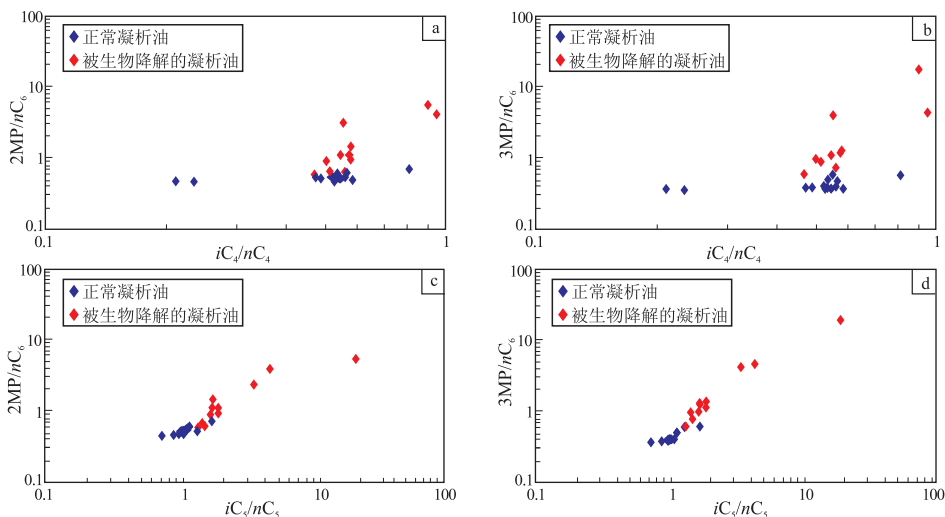 100
10
1
0.1
2MP/nC₆
正常凝析油
被生物降解的凝析油
a
0.1
1
iC₄/nC₄
100
10
1
0.1
3MP/nC₆
正常凝析油
被生物降解的凝析油
b
0.1
1
iC₄/nC₄
100
10
1
0.1
2MP/nC₆
正常凝析油
被生物降解的凝析油
c
0.1
1
10
100
iC₅/nC₅
100
10
1
0.1
3MP/nC₆
正常凝析油
被生物降解的凝析油
d
0.1
1
10
100
iC₅/nC₅